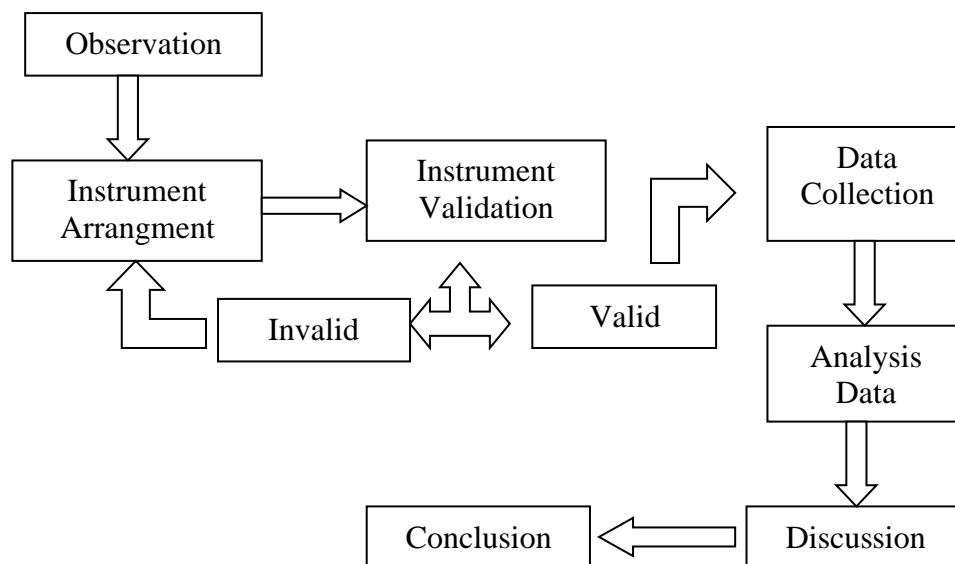 Observation
Instrument
Arrangment
Instrument
Validation
Invalid
Valid
Data
Collection
Analysis
Data
Discussion
Conclusion